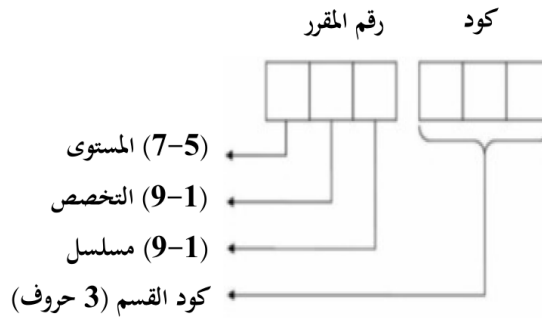 كود رقم المقرر
(7-5) المستوى
(9-1) التخصص
(9-1) مسلسل
كود القسم (3 حروف)